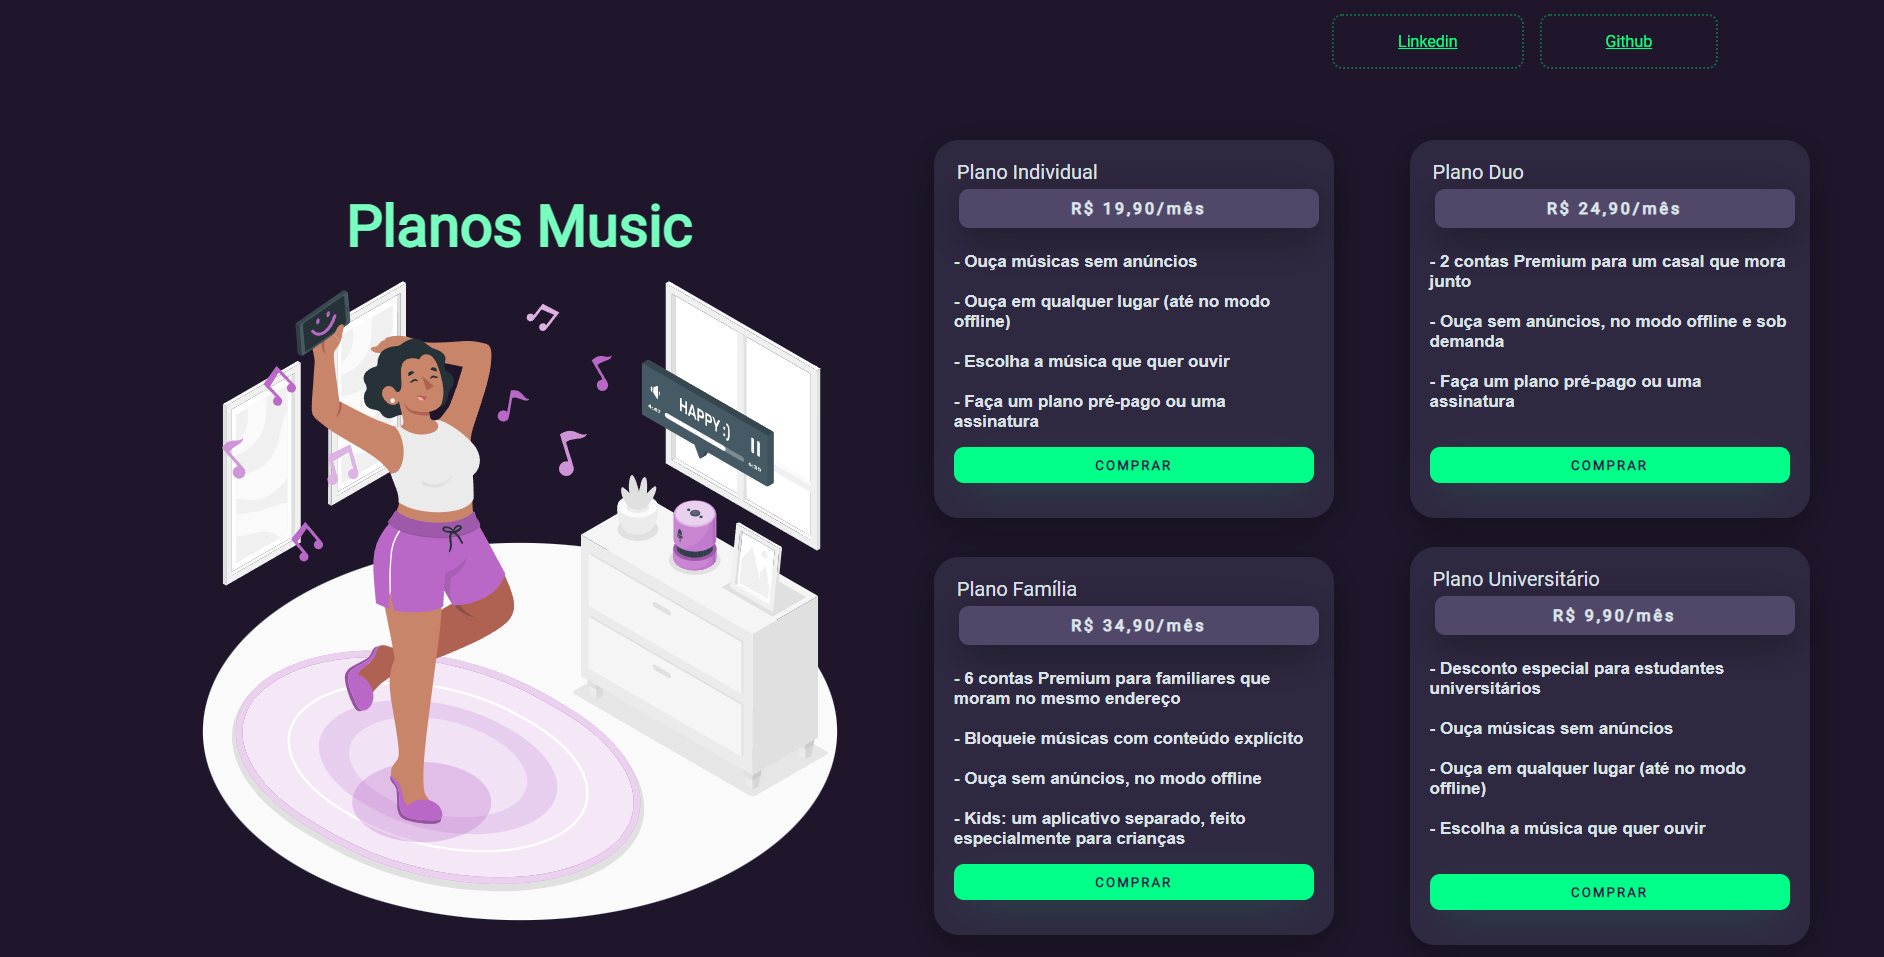 Linkedin
Github
Planos Music
HAPPY :)
Plano Individual
R$ 19,90/mês
- Ouça músicas sem anúncios
- Ouça em qualquer lugar (até no modo
offline)
- Escolha a música que quer ouvir
- Faça um plano pré-pago ou uma
assinatura
COMPRAR
Plano Duo
R$ 24,90/mês
- 2 contas Premium para um casal que mora
junto
- Ouça sem anúncios, no modo offline e sob
demanda
- Faça um plano pré-pago ou uma
assinatura
COMPRAR
Plano Família
R$ 34,90/mês
- 6 contas Premium para familiares que
moram no mesmo endereço
- Bloqueie músicas com conteúdo explícito
- Ouça sem anúncios, no modo offline
- Kids: um aplicativo separado, feito
especialmente para crianças
COMPRAR
Plano Universitário
R$ 9,90/mês
- Desconto especial para estudantes
universitários
- Ouça músicas sem anúncios
- Ouça em qualquer lugar (até no modo
offline)
- Escolha a música que quer ouvir
COMPRAR